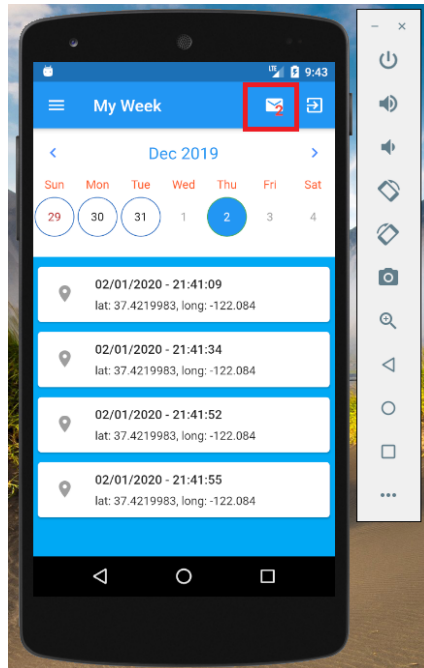 LTE 9:43
My Week 2
Dec 2019
Sun Mon Tue Wed Thu Fri Sat
29 30 31 1 2 3 4
02/01/2020 - 21:41:09
lat: 37.4219983, long: -122.084
02/01/2020 - 21:41:34
lat: 37.4219983, long: -122.084
02/01/2020 - 21:41:52
lat: 37.4219983, long: -122.084
02/01/2020 - 21:41:55
lat: 37.4219983, long: -122.084